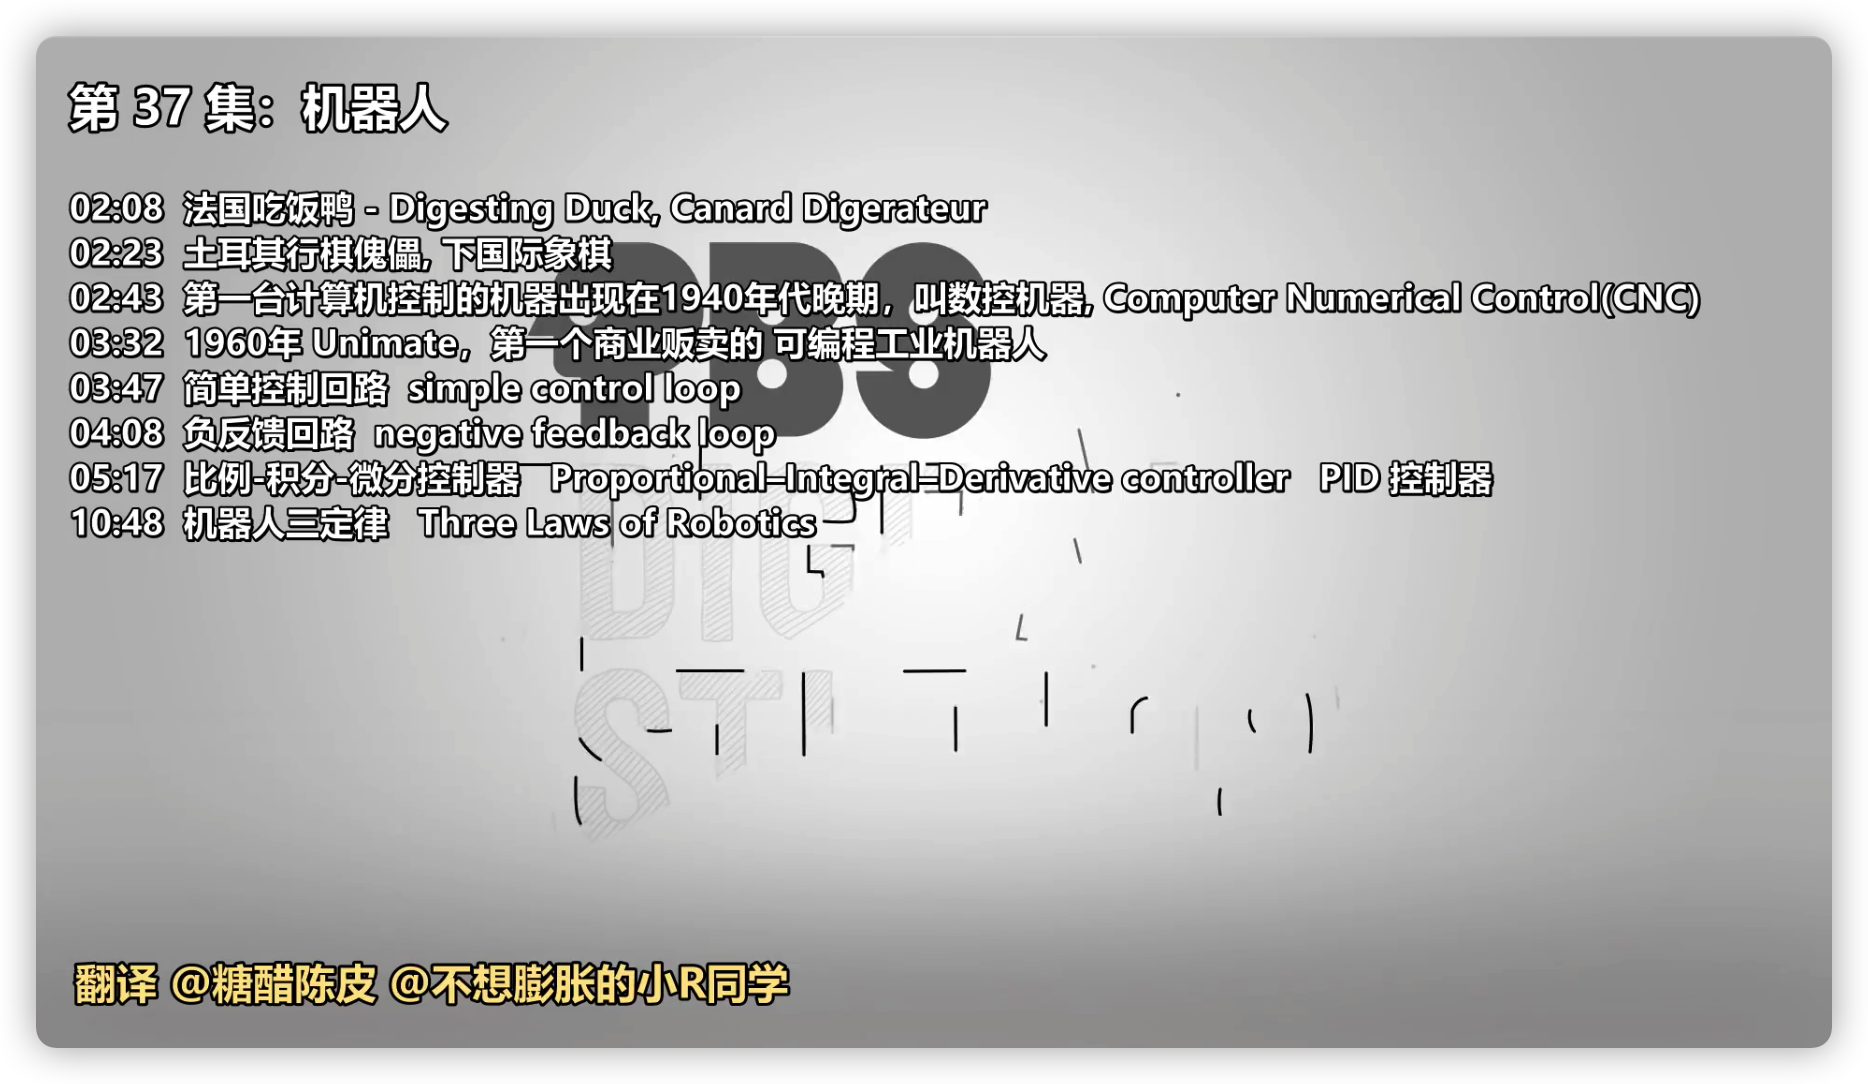 第 37 集：机器人
02:08 法国吃饭鸭 - Digesting Duck, Canard Digerateur
02:23 土耳其行棋傀儡, 下国际象棋
02:43 第一台计算机控制的机器出现在1940年代晚期，叫数控机器, Computer Numerical Control(CNC)
03:32 1960年 Unimate，第一个商业贩卖的 可编程工业机器人
03:47 简单控制回路 simple control loop
04:08 负反馈回路 negative feedback loop
05:17 比例-积分-微分控制器 Proportional–Integral–Derivative controller PID 控制器
10:48 机器人三定律 Three Laws of Robotics
PBS
DIGIT
ST
翻译 @糖醋陈皮 @不想膨胀的小R同学